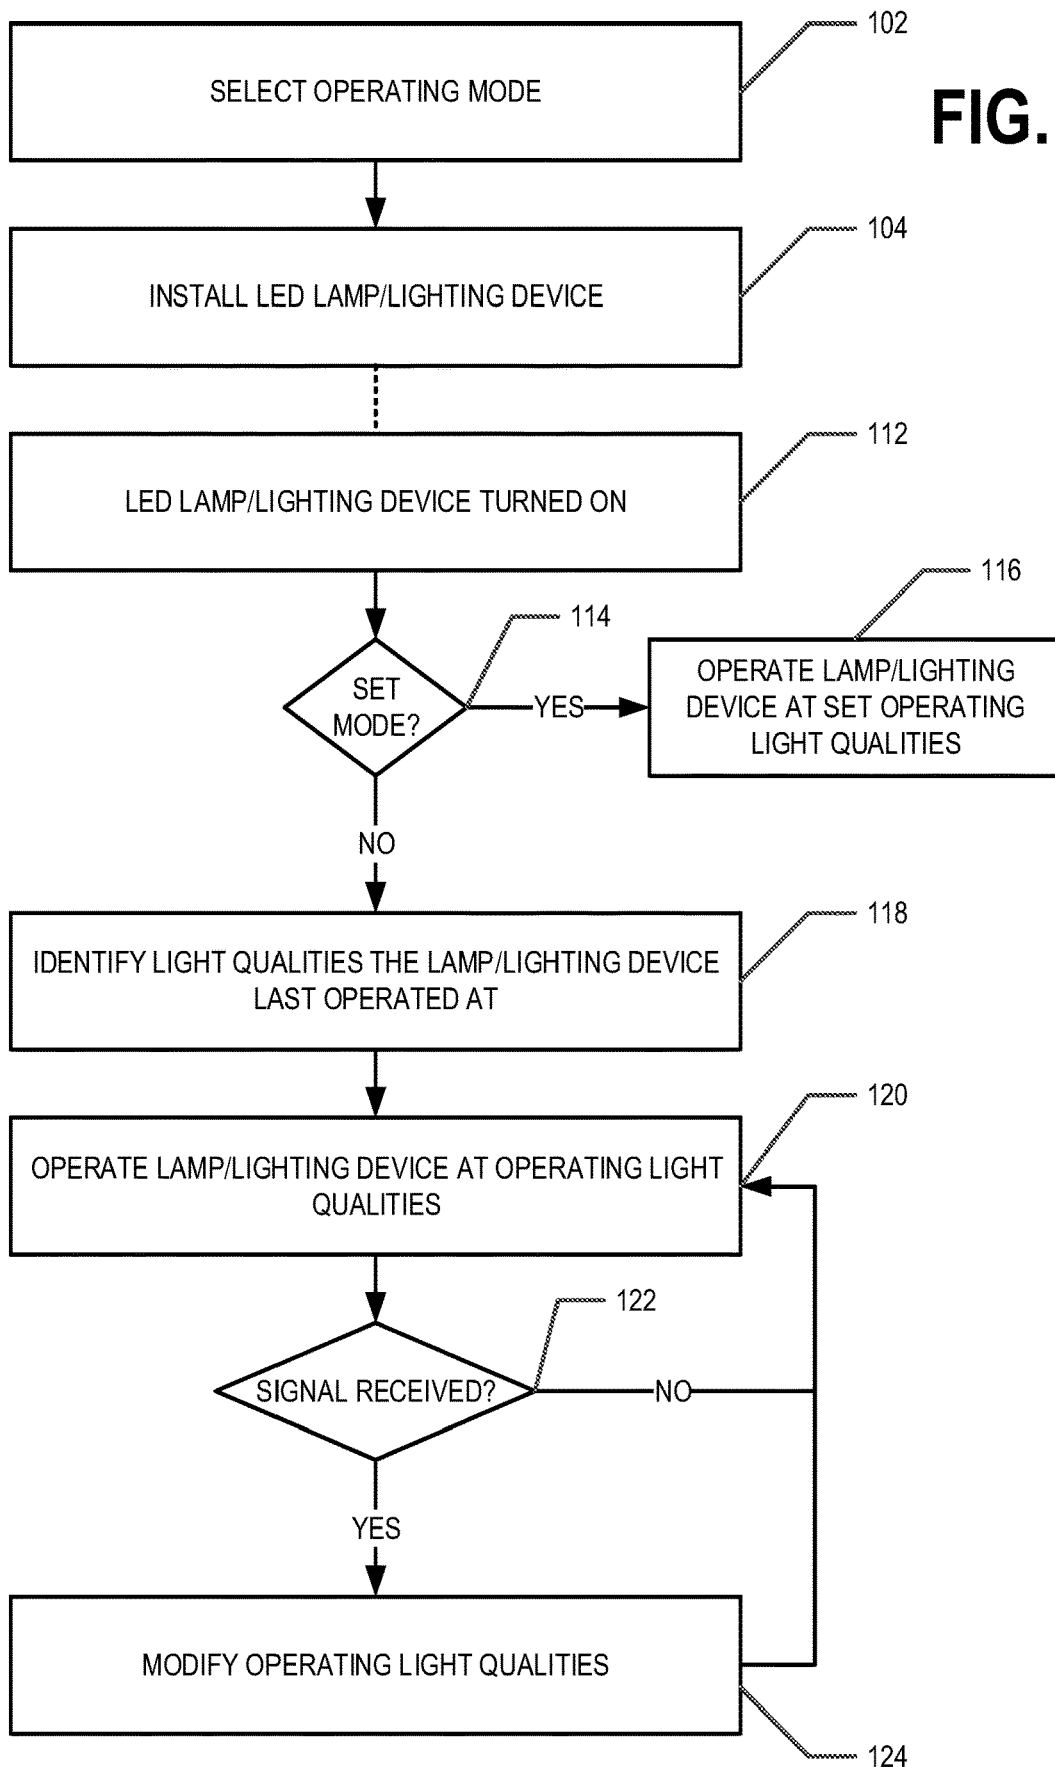 102
SELECT OPERATING MODE
FIG.
104
INSTALL LED LAMP/LIGHTING DEVICE
112
LED LAMP/LIGHTING DEVICE TURNED ON
116
114
OPERATE LAMP/LIGHTING
DEVICE AT SET OPERATING
LIGHT QUALITIES
SET
MODE?
YES
NO
118
IDENTIFY LIGHT QUALITIES THE LAMP/LIGHTING DEVICE
LAST OPERATED AT
120
OPERATE LAMP/LIGHTING DEVICE AT OPERATING LIGHT
QUALITIES
122
SIGNAL RECEIVED?
NO
YES
MODIFY OPERATING LIGHT QUALITIES
124